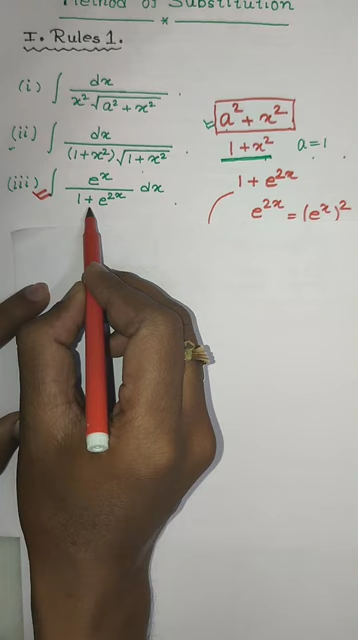 Method of Substitution
I. Rules 1.
(i) ∫ dx / x²√(a² + x²) .
(ii) ∫ dx / (1+x²)√(1+x²) .
(iii) ∫ eˣ / (1 + e²ˣ) dx .
a² + x²
1 + x² a = 1
1 + e²ˣ
e²ˣ = (eˣ)²